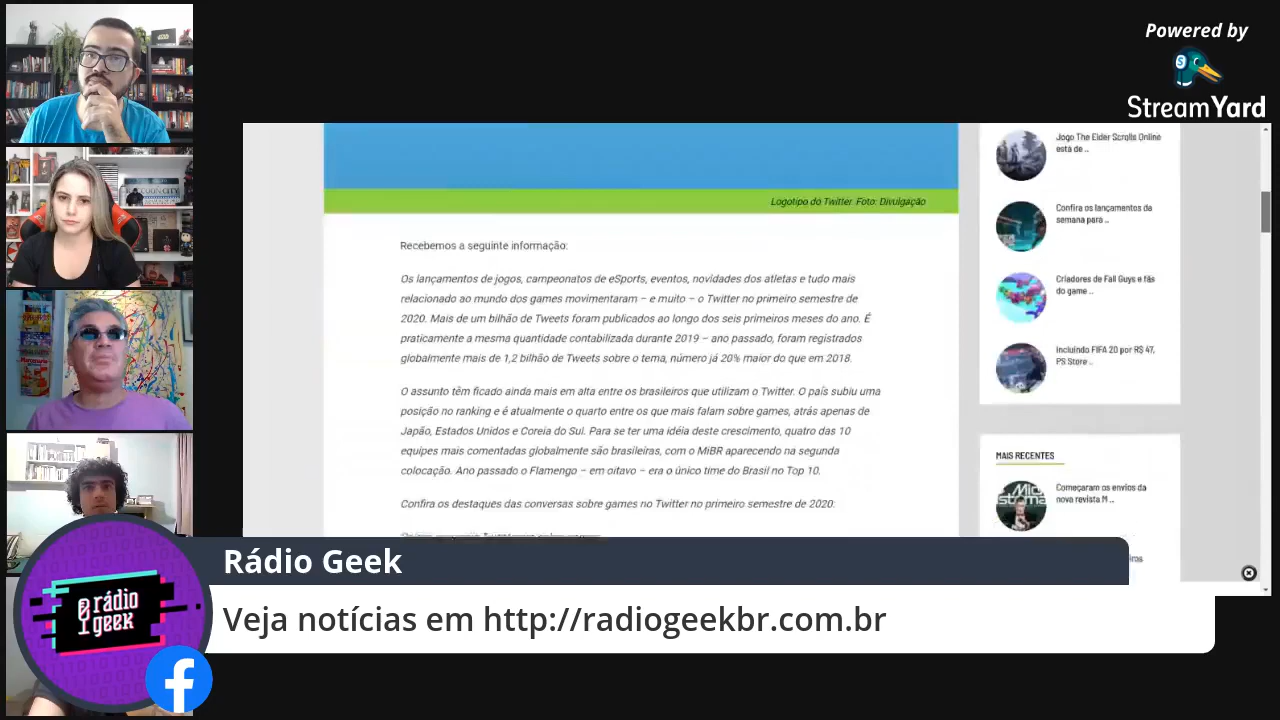 Powered by
StreamYard
Logotipo do Twitter. Foto: Divulgação
Recebemos a seguinte informação:
Os lançamentos de jogos, campeonatos de eSports, eventos, novidades dos atletas e tudo mais
relacionado ao mundo dos games movimentaram – e muito – o Twitter no primeiro semestre de
2020. Mais de um bilhão de Tweets foram publicados ao longo dos seis primeiros meses do ano. É
praticamente a mesma quantidade contabilizada durante 2019 – ano passado, foram registrados
globalmente mais de 1,2 bilhão de Tweets sobre o tema, número já 20% maior do que em 2018.
O assunto têm ficado ainda mais em alta entre os brasileiros que utilizam o Twitter. O país subiu uma
posição no ranking e é atualmente o quarto entre os que mais falam sobre games, atrás apenas de
Japão, Estados Unidos e Coreia do Sul. Para se ter uma idéia deste crescimento, quatro das 10
equipes mais comentadas globalmente são brasileiras, com o MiBR aparecendo na segunda
colocação. Ano passado o Flamengo – em oitavo – era o único time do Brasil no Top 10.
Confira os destaques das conversas sobre games no Twitter no primeiro semestre de 2020:
Jogo The Elder Scrolls Online
está de ..
Confira os lançamentos da
semana para ..
Criadores de Fall Guys e fãs
do game ..
Incluindo FIFA 20 por R$ 47,
PS Store ..
MAIS RECENTES
Começaram os envios da
nova revista M ..
rádio
geek
Rádio Geek
Veja notícias em http://radiogeekbr.com.br